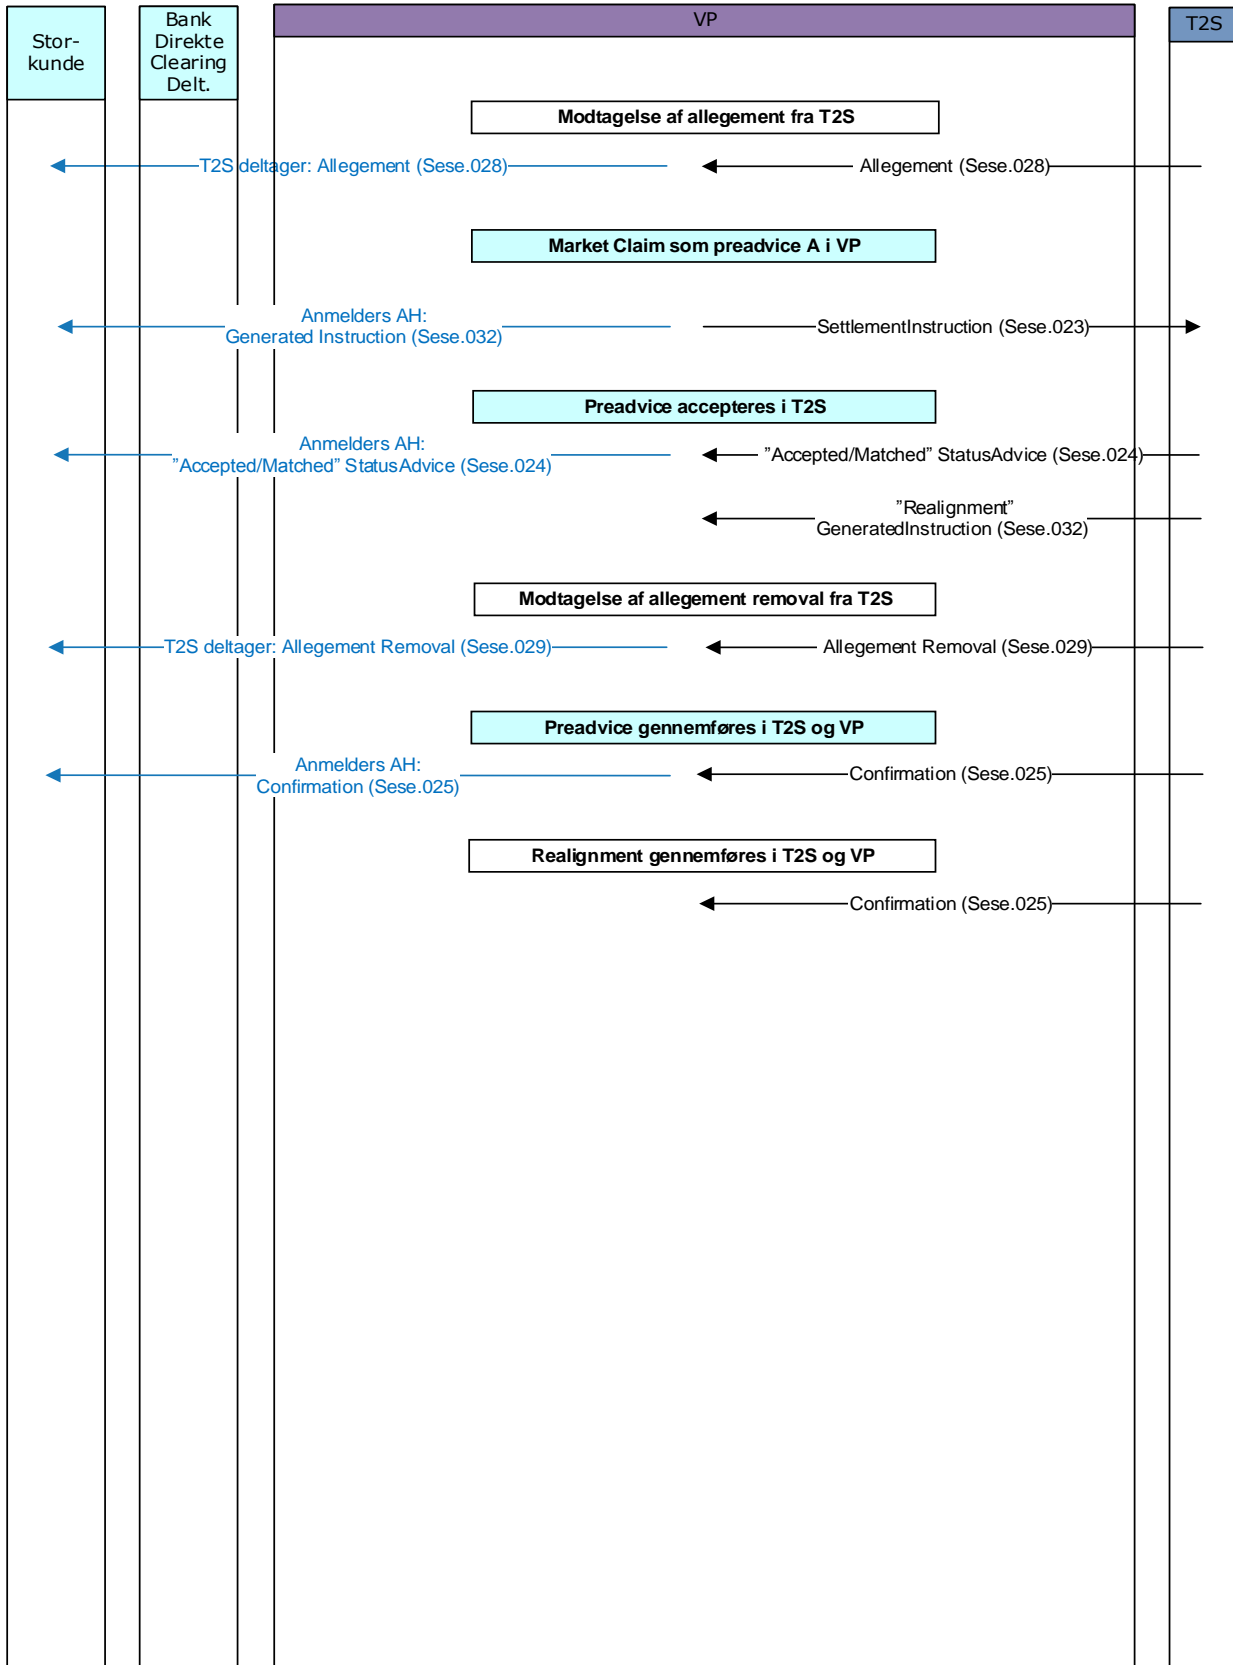 Stor-
kunde
Bank
Direkte
Clearing
Delt.
VP
T2S
Modtagelse af allegement fra T2S
T2S deltager: Allegement (Sese.028)
Allegement (Sese.028)
Market Claim som preadvice A i VP
Anmelders AH:
Generated Instruction (Sese.032)
SettlementInstruction (Sese.023)
Preadvice accepteres i T2S
Anmelders AH:
”Accepted/Matched” StatusAdvice (Sese.024)
”Accepted/Matched” StatusAdvice (Sese.024)
”Realignment”
GeneratedInstruction (Sese.032)
Modtagelse af allegement removal fra T2S
T2S deltager: Allegement Removal (Sese.029)
Allegement Removal (Sese.029)
Preadvice gennemføres i T2S og VP
Anmelders AH:
Confirmation (Sese.025)
Confirmation (Sese.025)
Realignment gennemføres i T2S og VP
Confirmation (Sese.025)